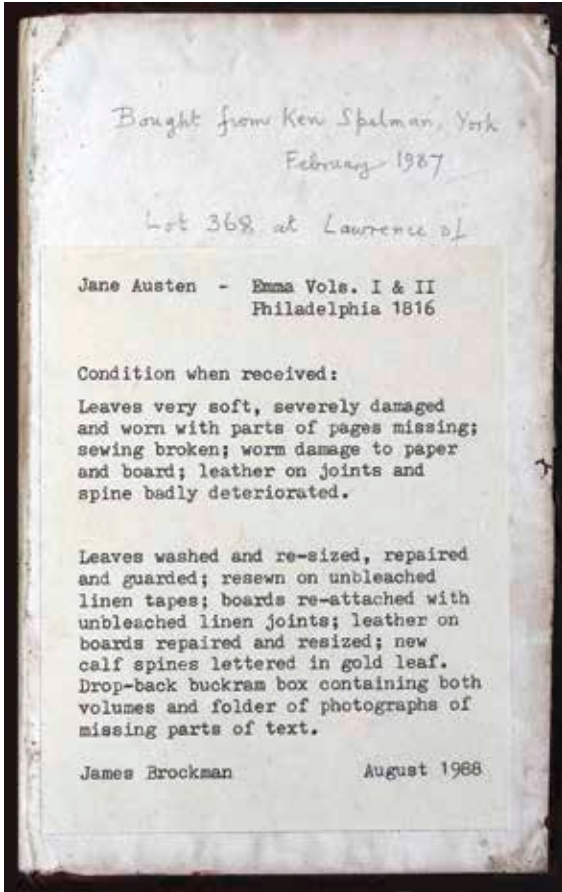 Bought from Ken Spelman, York
February 1987
Lot 368 at Lawrence of
Jane Austen - Emma Vols. I & II
Philadelphia 1816
Condition when received:
Leaves very soft, severely damaged
and worn with parts of pages missing;
sewing broken; worm damage to paper
and board; leather on joints and
spine badly deteriorated.
Leaves washed and re-sized, repaired
and guarded; resewn on unbleached
linen tapes; boards re-attached with
unbleached linen joints; leather on
boards repaired and resized; new
calf spines lettered in gold leaf.
Drop-back buckram box containing both
volumes and folder of photographs of
missing parts of text.
James Brockman August 1988